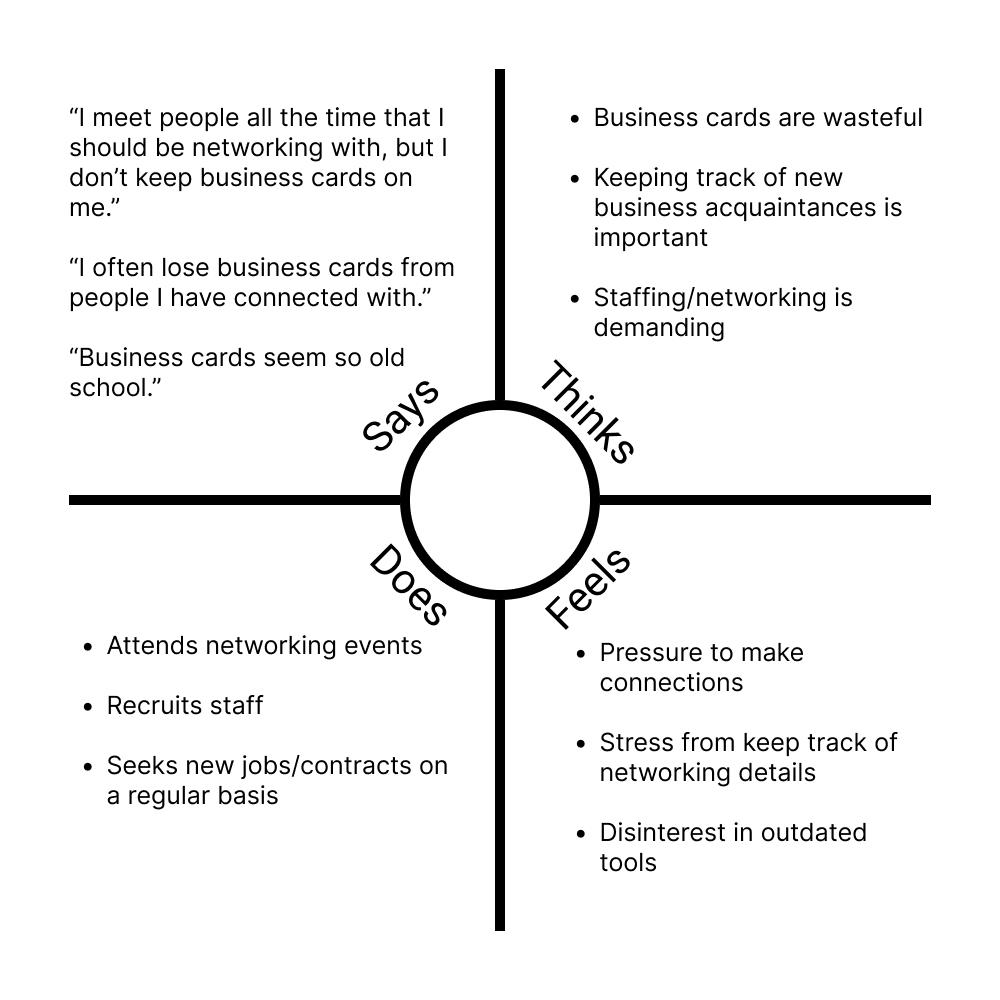 “I meet people all the time that I
should be networking with, but I
don’t keep business cards on
me.”
“I often lose business cards from
people I have connected with.”
“Business cards seem so old
school.”
Says
• Business cards are wasteful
• Keeping track of new
business acquaintances is
important
• Staffing/networking is
demanding
Thinks
Does
• Attends networking events
• Recruits staff
• Seeks new jobs/contracts on
a regular basis
Feels
• Pressure to make
connections
• Stress from keep track of
networking details
• Disinterest in outdated
tools